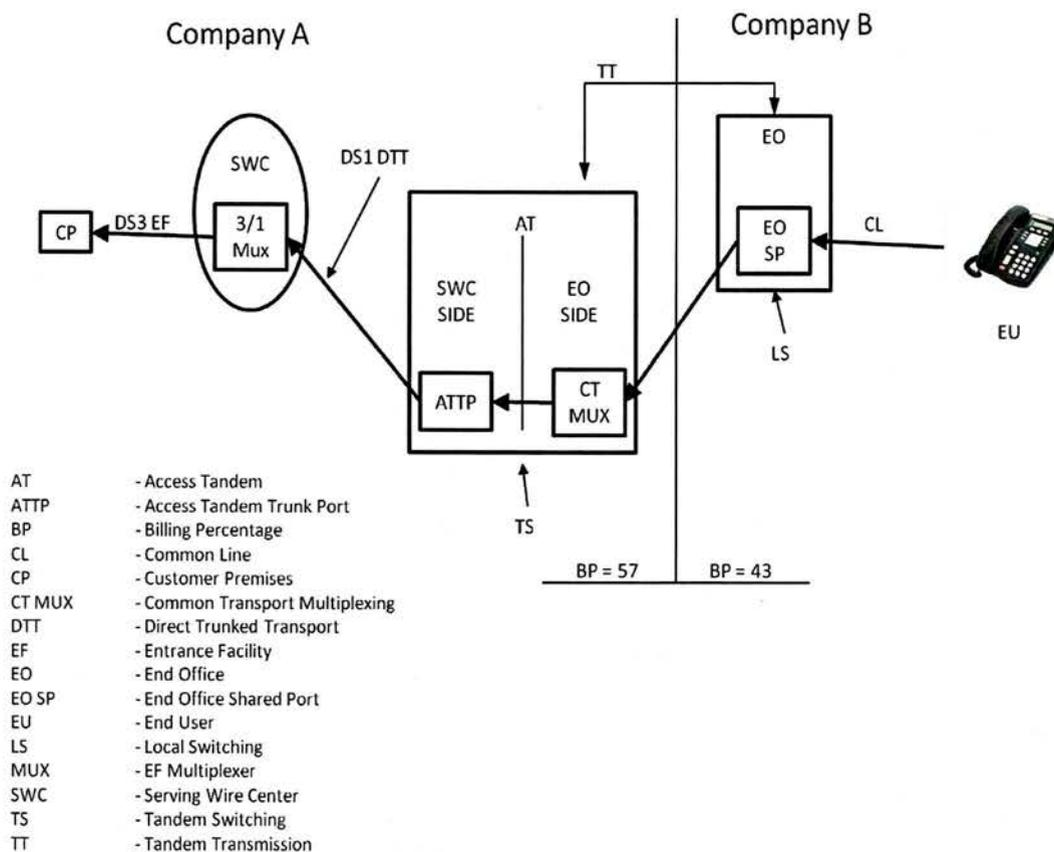 Company A
Company B
TT
EO
SWC
DS1 DTT
3/1
Mux
CP
DS3 EF
AT
SWC
SIDE
EO
SIDE
EO
SP
CL
EU
LS
ATTP
CT
MUX
TS
BP = 57
BP = 43
AT - Access Tandem
ATTP - Access Tandem Trunk Port
BP - Billing Percentage
CL - Common Line
CP - Customer Premises
CT MUX - Common Transport Multiplexing
DTT - Direct Trunked Transport
EF - Entrance Facility
EO - End Office
EO SP - End Office Shared Port
EU - End User
LS - Local Switching
MUX - EF Multiplexer
SWC - Serving Wire Center
TS - Tandem Switching
TT - Tandem Transmission